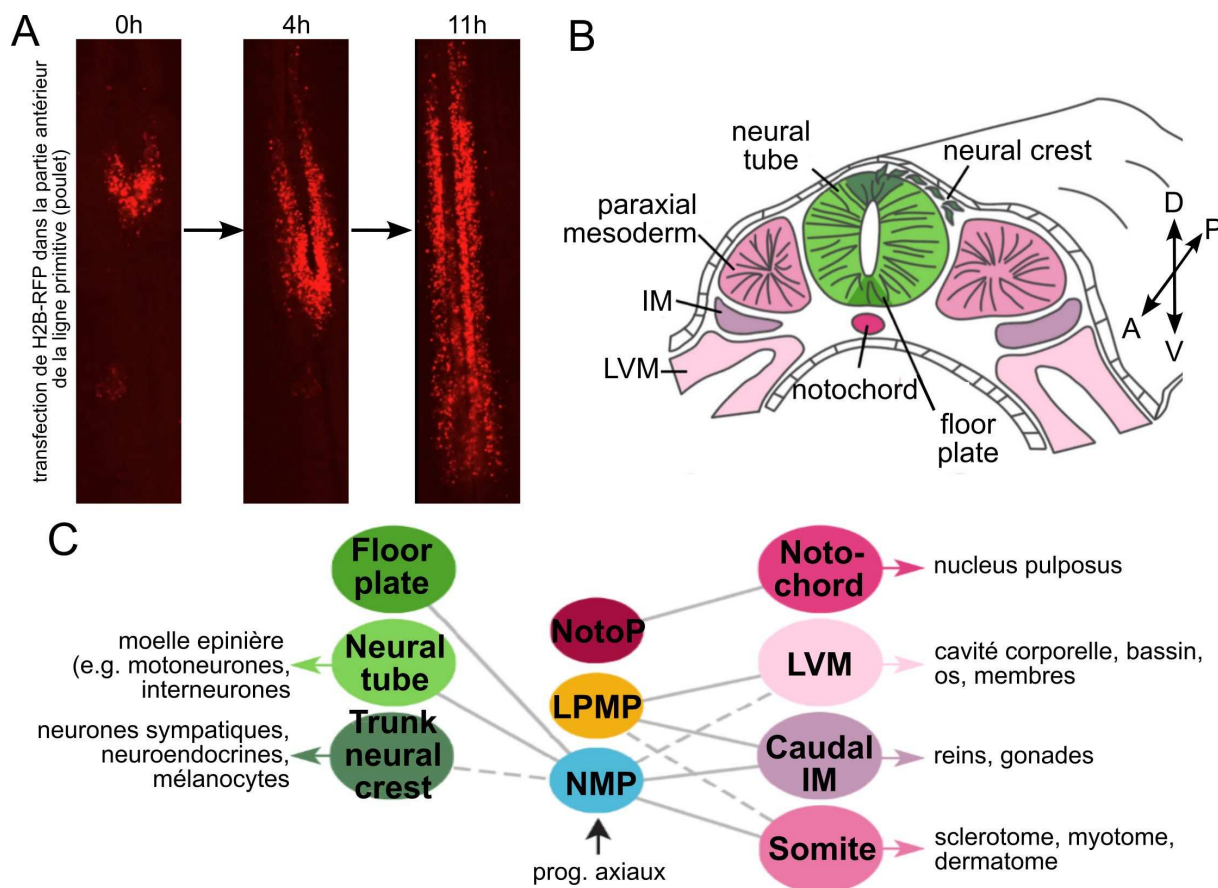 A
0h
4h
11h
transfection de H2B-RFP dans la partie antérieur
de la ligne primitive (poulet)
B
neural
tube
neural crest
paraxial
mesoderm
IM
LVM
notochord
floor
plate
D
P
A
V
C
Floor
plate
Neural
tube
Trunk
neural
crest
moelle epinière
(e.g. motoneurones,
interneurones
neurones sympatiques,
neuroendocrines,
mélanocytes
NotoP
LPMP
NMP
prog. axiaux
Noto-
chord
LVM
Caudal
IM
Somite
nucleus pulposus
cavité corporelle, bassin,
os, membres
reins, gonades
sclerotome, myotome,
dermatome